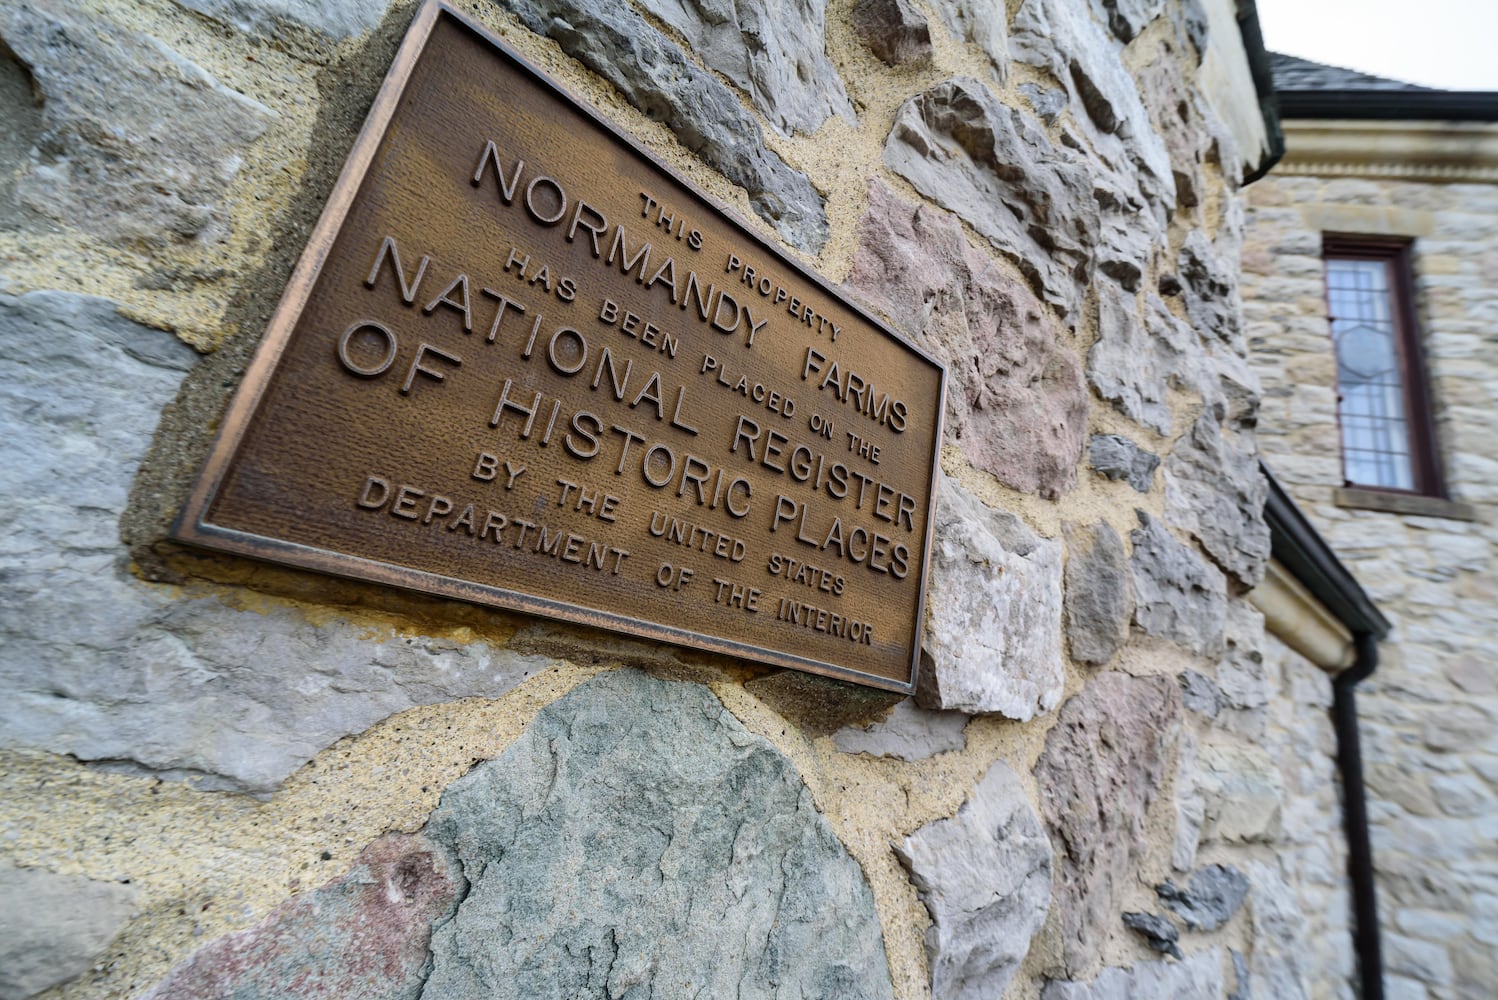 THIS PROPERTY
NORMANDY FARMS
HAS BEEN PLACED ON THE
NATIONAL REGISTER
OF HISTORIC PLACES
BY THE UNITED STATES
DEPARTMENT OF THE INTERIOR